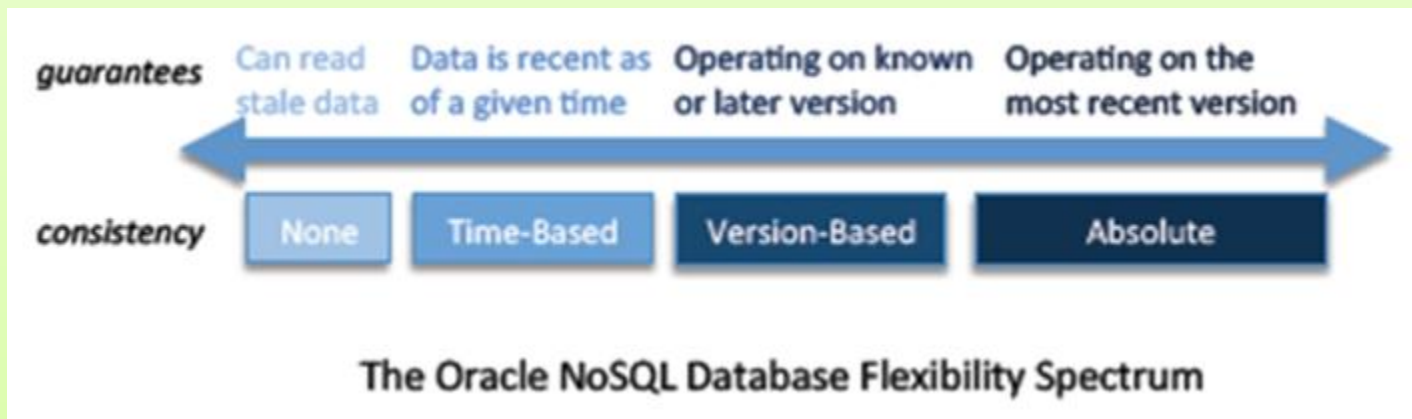 guarantees
Can read
stale data
Data is recent as
of a given time
Operating on known
or later version
Operating on the
most recent version
consistency
None
Time-Based
Version-Based
Absolute
The Oracle NoSQL Database Flexibility Spectrum